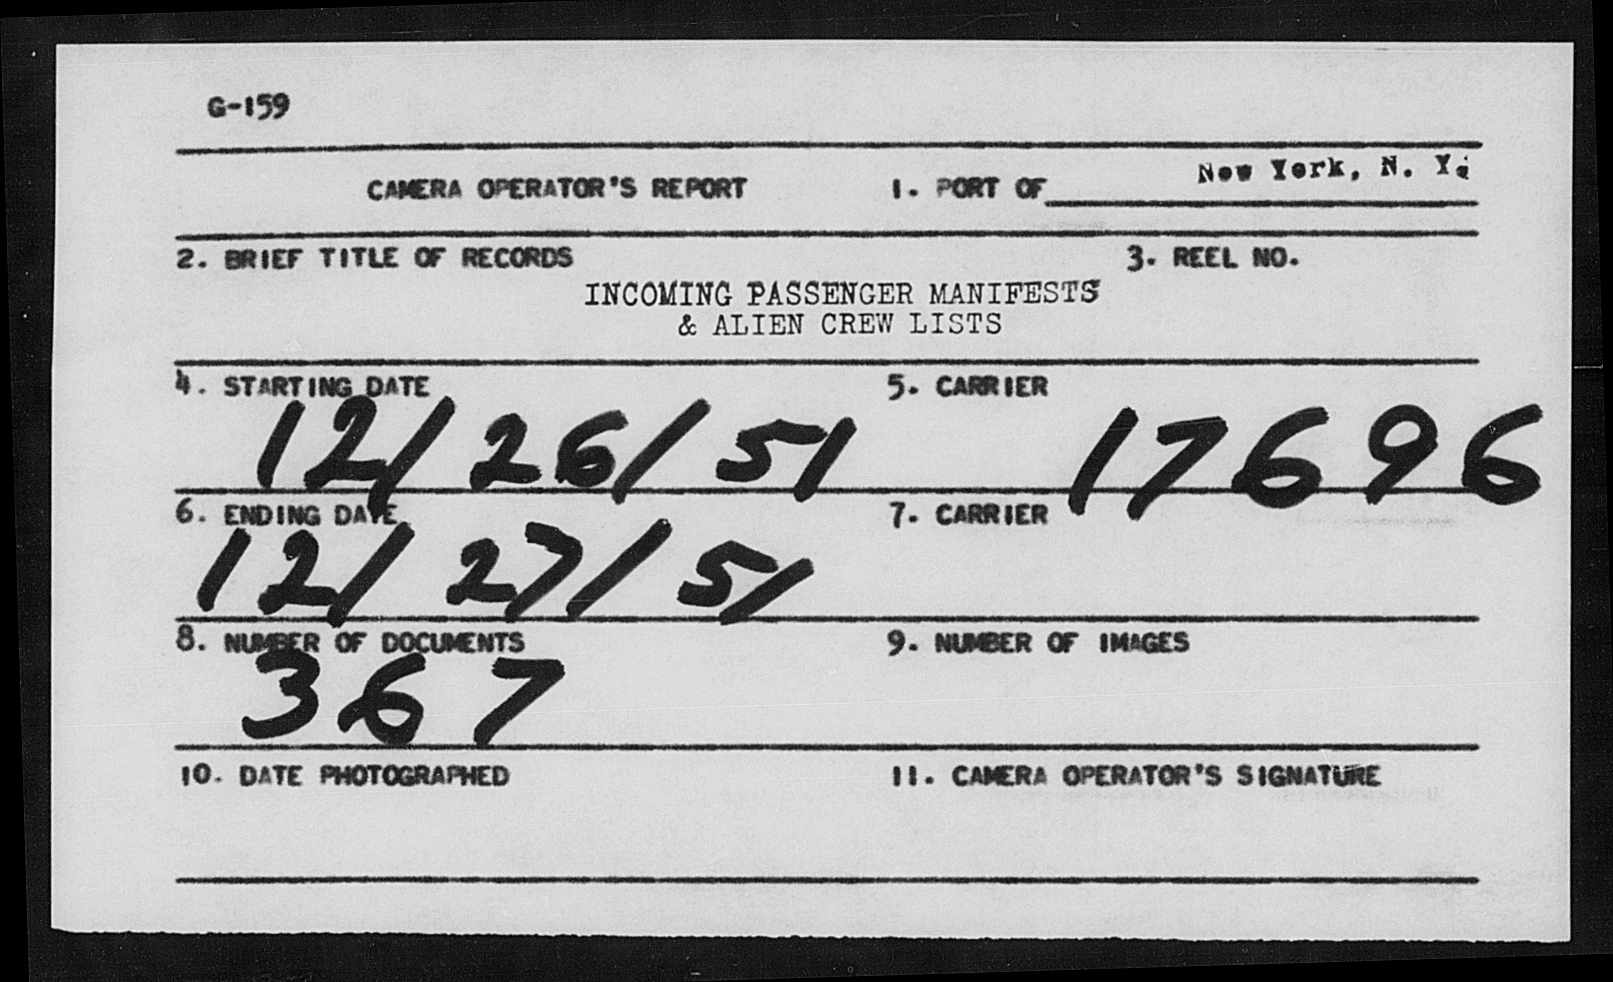 G-159
CAMERA OPERATOR'S REPORT 1. PORT OF New York, N. Y.
2. BRIEF TITLE OF RECORDS 3. REEL NO.
INCOMING PASSENGER MANIFESTS
& ALIEN CREW LISTS
4. STARTING DATE 5. CARRIER
12/26/51 17696
6. ENDING DATE 7. CARRIER
12/27/51
8. NUMBER OF DOCUMENTS 9. NUMBER OF IMAGES
367
10. DATE PHOTOGRAPHED 11. CAMERA OPERATOR'S SIGNATURE